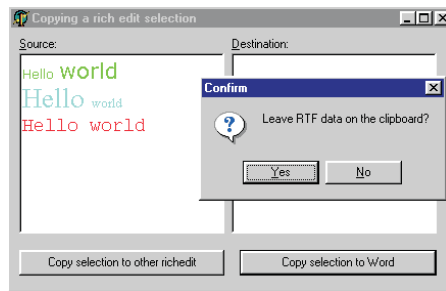 Copying a rich edit selection
Source:
Destination:
Hello world
Hello world
Hello world
Confirm
Leave RTF data on the clipboard?
Yes
No
Copy selection to other richedit
Copy selection to Word